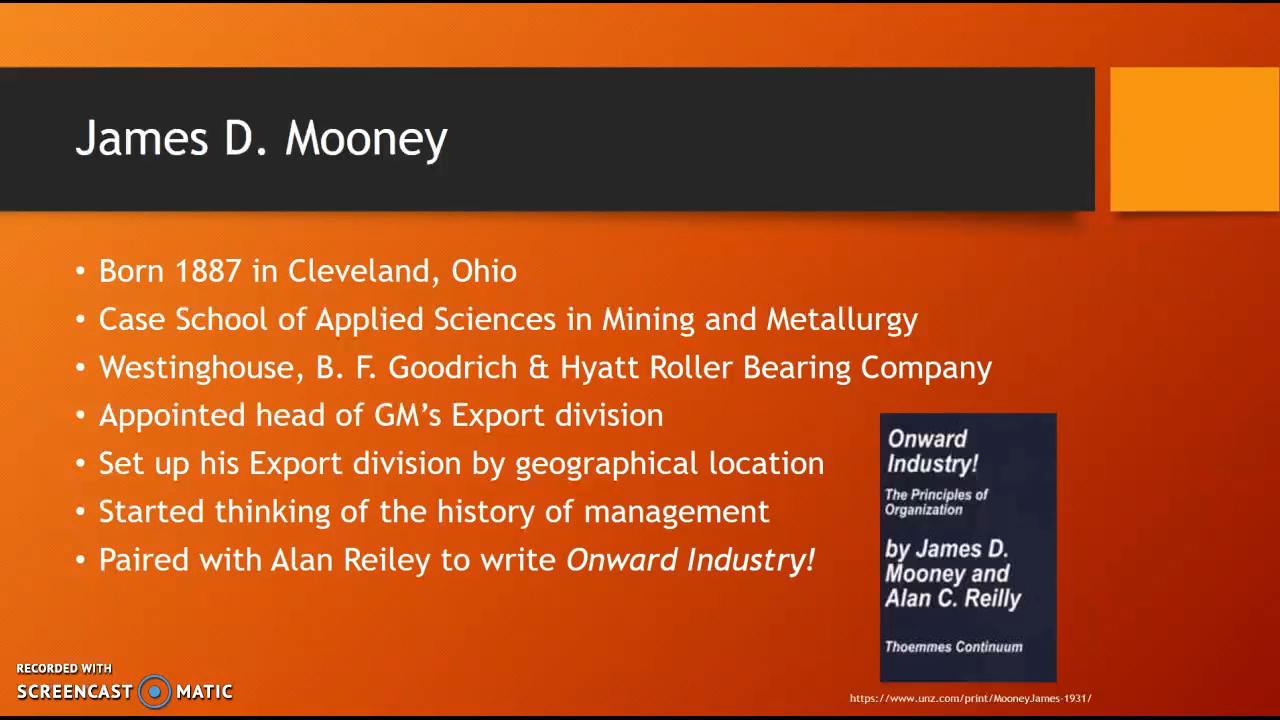 James D. Mooney
• Born 1887 in Cleveland, Ohio
• Case School of Applied Sciences in Mining and Metallurgy
• Westinghouse, B. F. Goodrich & Hyatt Roller Bearing Company
• Appointed head of GM’s Export division
• Set up his Export division by geographical location
• Started thinking of the history of management
• Paired with Alan Reiley to write Onward Industry!
Onward
Industry!
The Principles of
Organization
by James D.
Mooney and
Alan C. Reilly
Thoemmes Continuum
https://www.unz.com/print/MooneyJames-1931/
RECORDED WITH
SCREENCAST MATIC